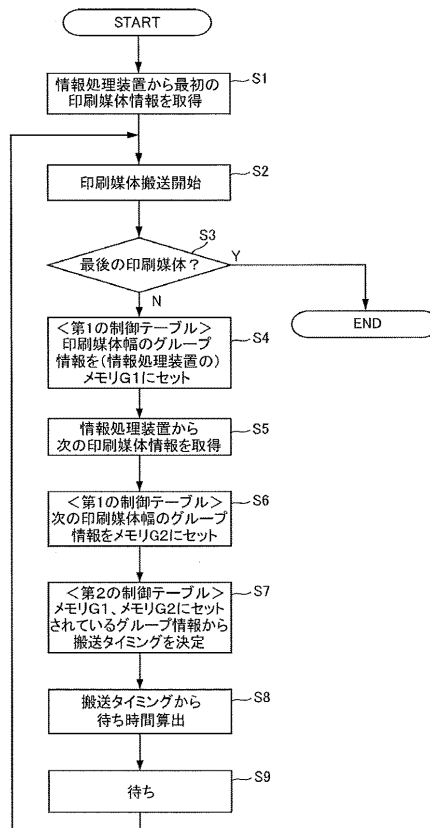 START
情報処理装置から最初の
印刷媒体情報を取得
S1
印刷媒体搬送開始
S2
最後の印刷媒体?
S3
Y
N
END
<第1の制御テーブル>
印刷媒体幅のグループ
情報を(情報処理装置の)
メモリG1にセット
S4
情報処理装置から
次の印刷媒体情報を取得
S5
<第1の制御テーブル>
次の印刷媒体幅のグループ
情報をメモリG2にセット
S6
<第2の制御テーブル>
メモリG1、メモリG2にセット
されているグループ情報から
搬送タイミングを決定
S7
搬送タイミングから
待ち時間算出
S8
待ち
S9